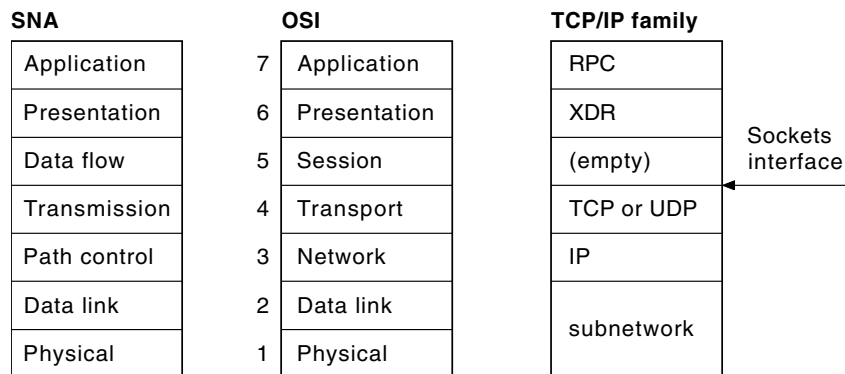 SNA
Application
Presentation
Data flow
Transmission
Path control
Data link
Physical
OSI
7 Application
6 Presentation
5 Session
4 Transport
3 Network
2 Data link
1 Physical
TCP/IP family
RPC
XDR
(empty)
TCP or UDP
IP
subnetwork
Sockets
interface